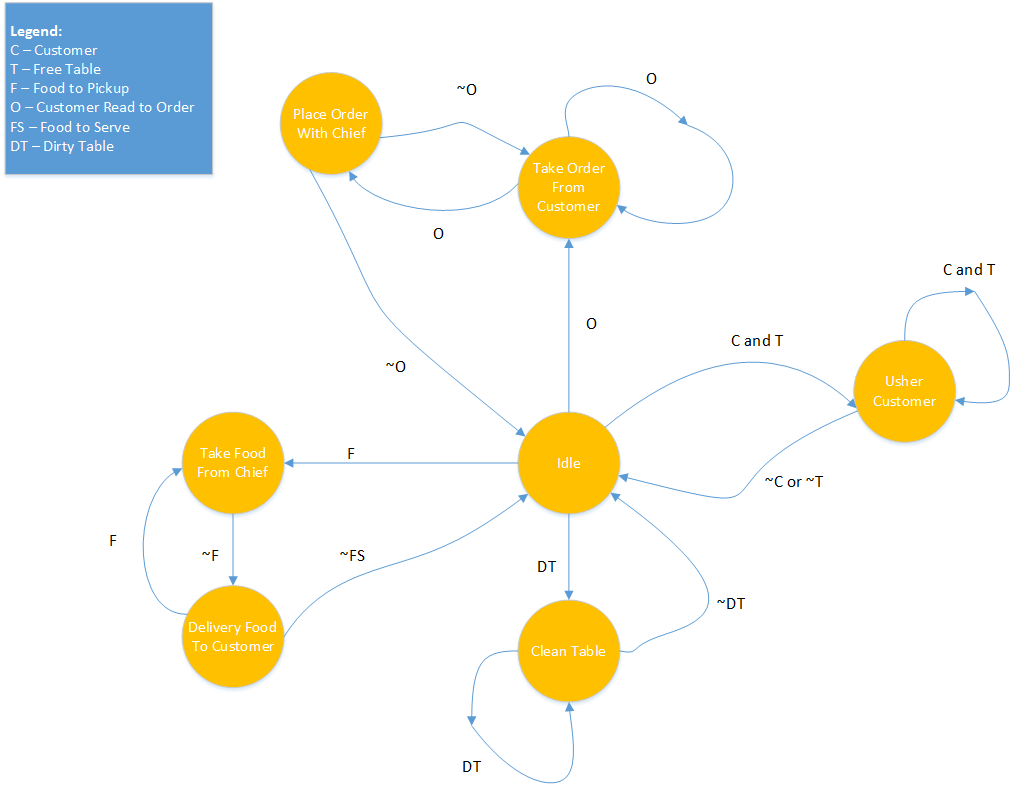 Legend:
C – Customer
T – Free Table
F – Food to Pickup
O – Customer Read to Order
FS – Food to Serve
DT – Dirty Table
Place Order
With Chief
~O
O
Take Order
From
Customer
O
O
~O
C and T
C and T
Usher
Customer
~C or ~T
Idle
Take Food
From Chief
F
F
~F
~FS
Delivery Food
To Customer
DT
~DT
Clean Table
DT